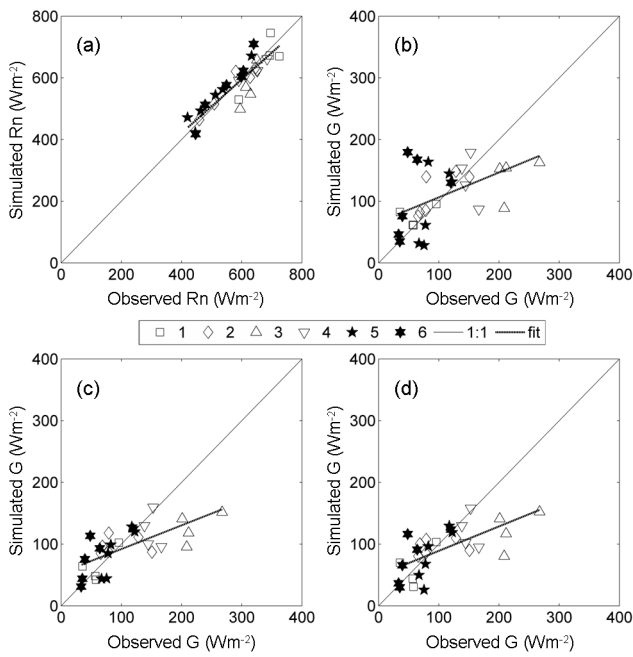 (a)
800
600
400
200
0
Simulated Rn (Wm-2)
0 200 400 600 800
Observed Rn (Wm-2)
(b)
400
300
200
100
0
Simulated G (Wm-2)
0 100 200 300 400
Observed G (Wm-2)
1 2 3 4 5 6 1:1 fit
(c)
400
300
200
100
0
Simulated G (Wm-2)
0 100 200 300 400
Observed G (Wm-2)
(d)
400
300
200
100
0
Simulated G (Wm-2)
0 100 200 300 400
Observed G (Wm-2)